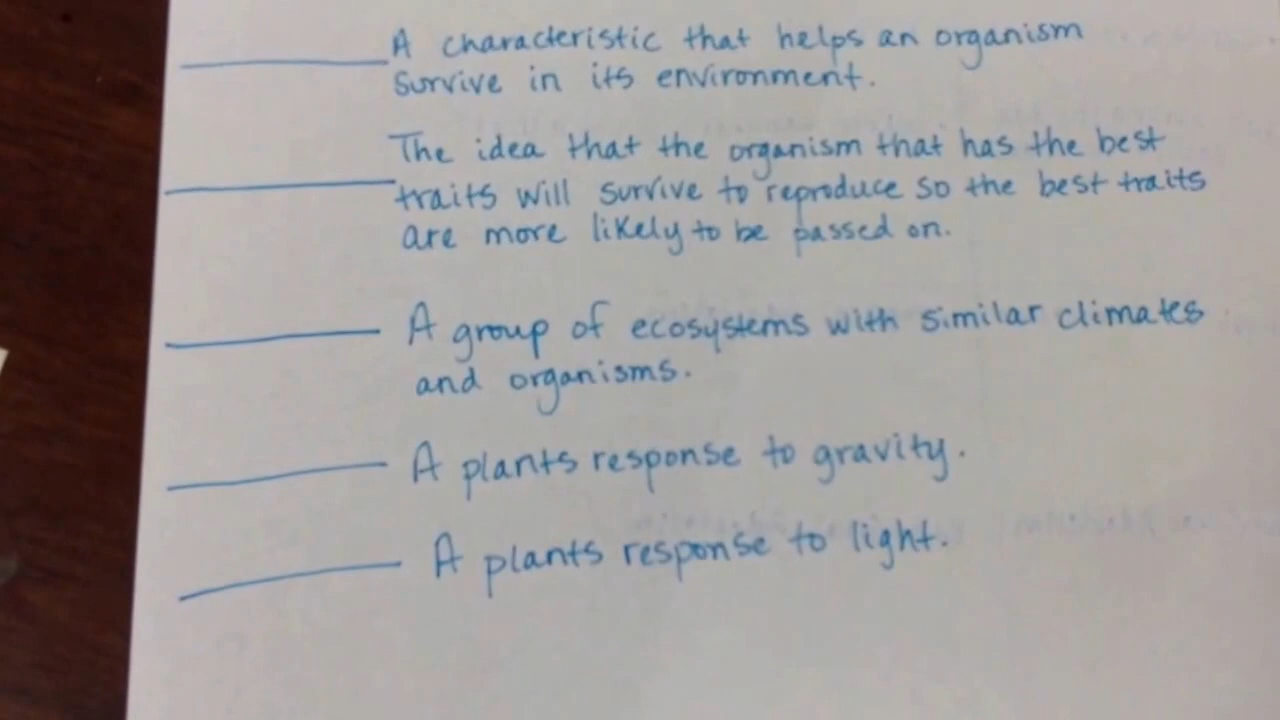 A characteristic that helps an organism
survive in its environment.
The idea that the organism that has the best
traits will survive to reproduce so the best traits
are more likely to be passed on.
A group of ecosystems with similar climates
and organisms.
A plants response to gravity.
A plants response to light.